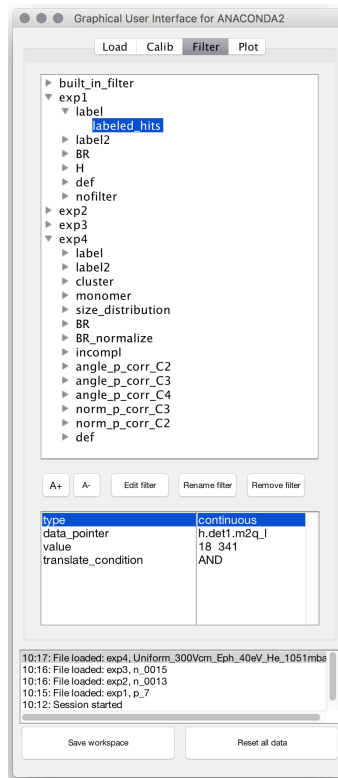 Graphical User Interface for ANACONDA2
Load Calib Filter Plot
built_in_filter
exp1
label
labeled_hits
label2
BR
H
def
nofilter
exp2
exp3
exp4
label
label2
cluster
monomer
size_distribution
BR
BR_normalize
incompl
angle_p_corr_C2
angle_p_corr_C3
angle_p_corr_C4
norm_p_corr_C3
norm_p_corr_C2
def
A+ A- Edit filter Rename filter Remove filter
type continuous
data_pointer h.det1.m2q_l
value 18 341
translate_condition AND
10:17: File loaded: exp4, Uniform_300Vcm_Eph_40eV_He_1051mba
10:16: File loaded: exp3, n_0015
10:16: File loaded: exp2, n_0013
10:15: File loaded: exp1, p_7
10:12: Session started
Save workspace Reset all data